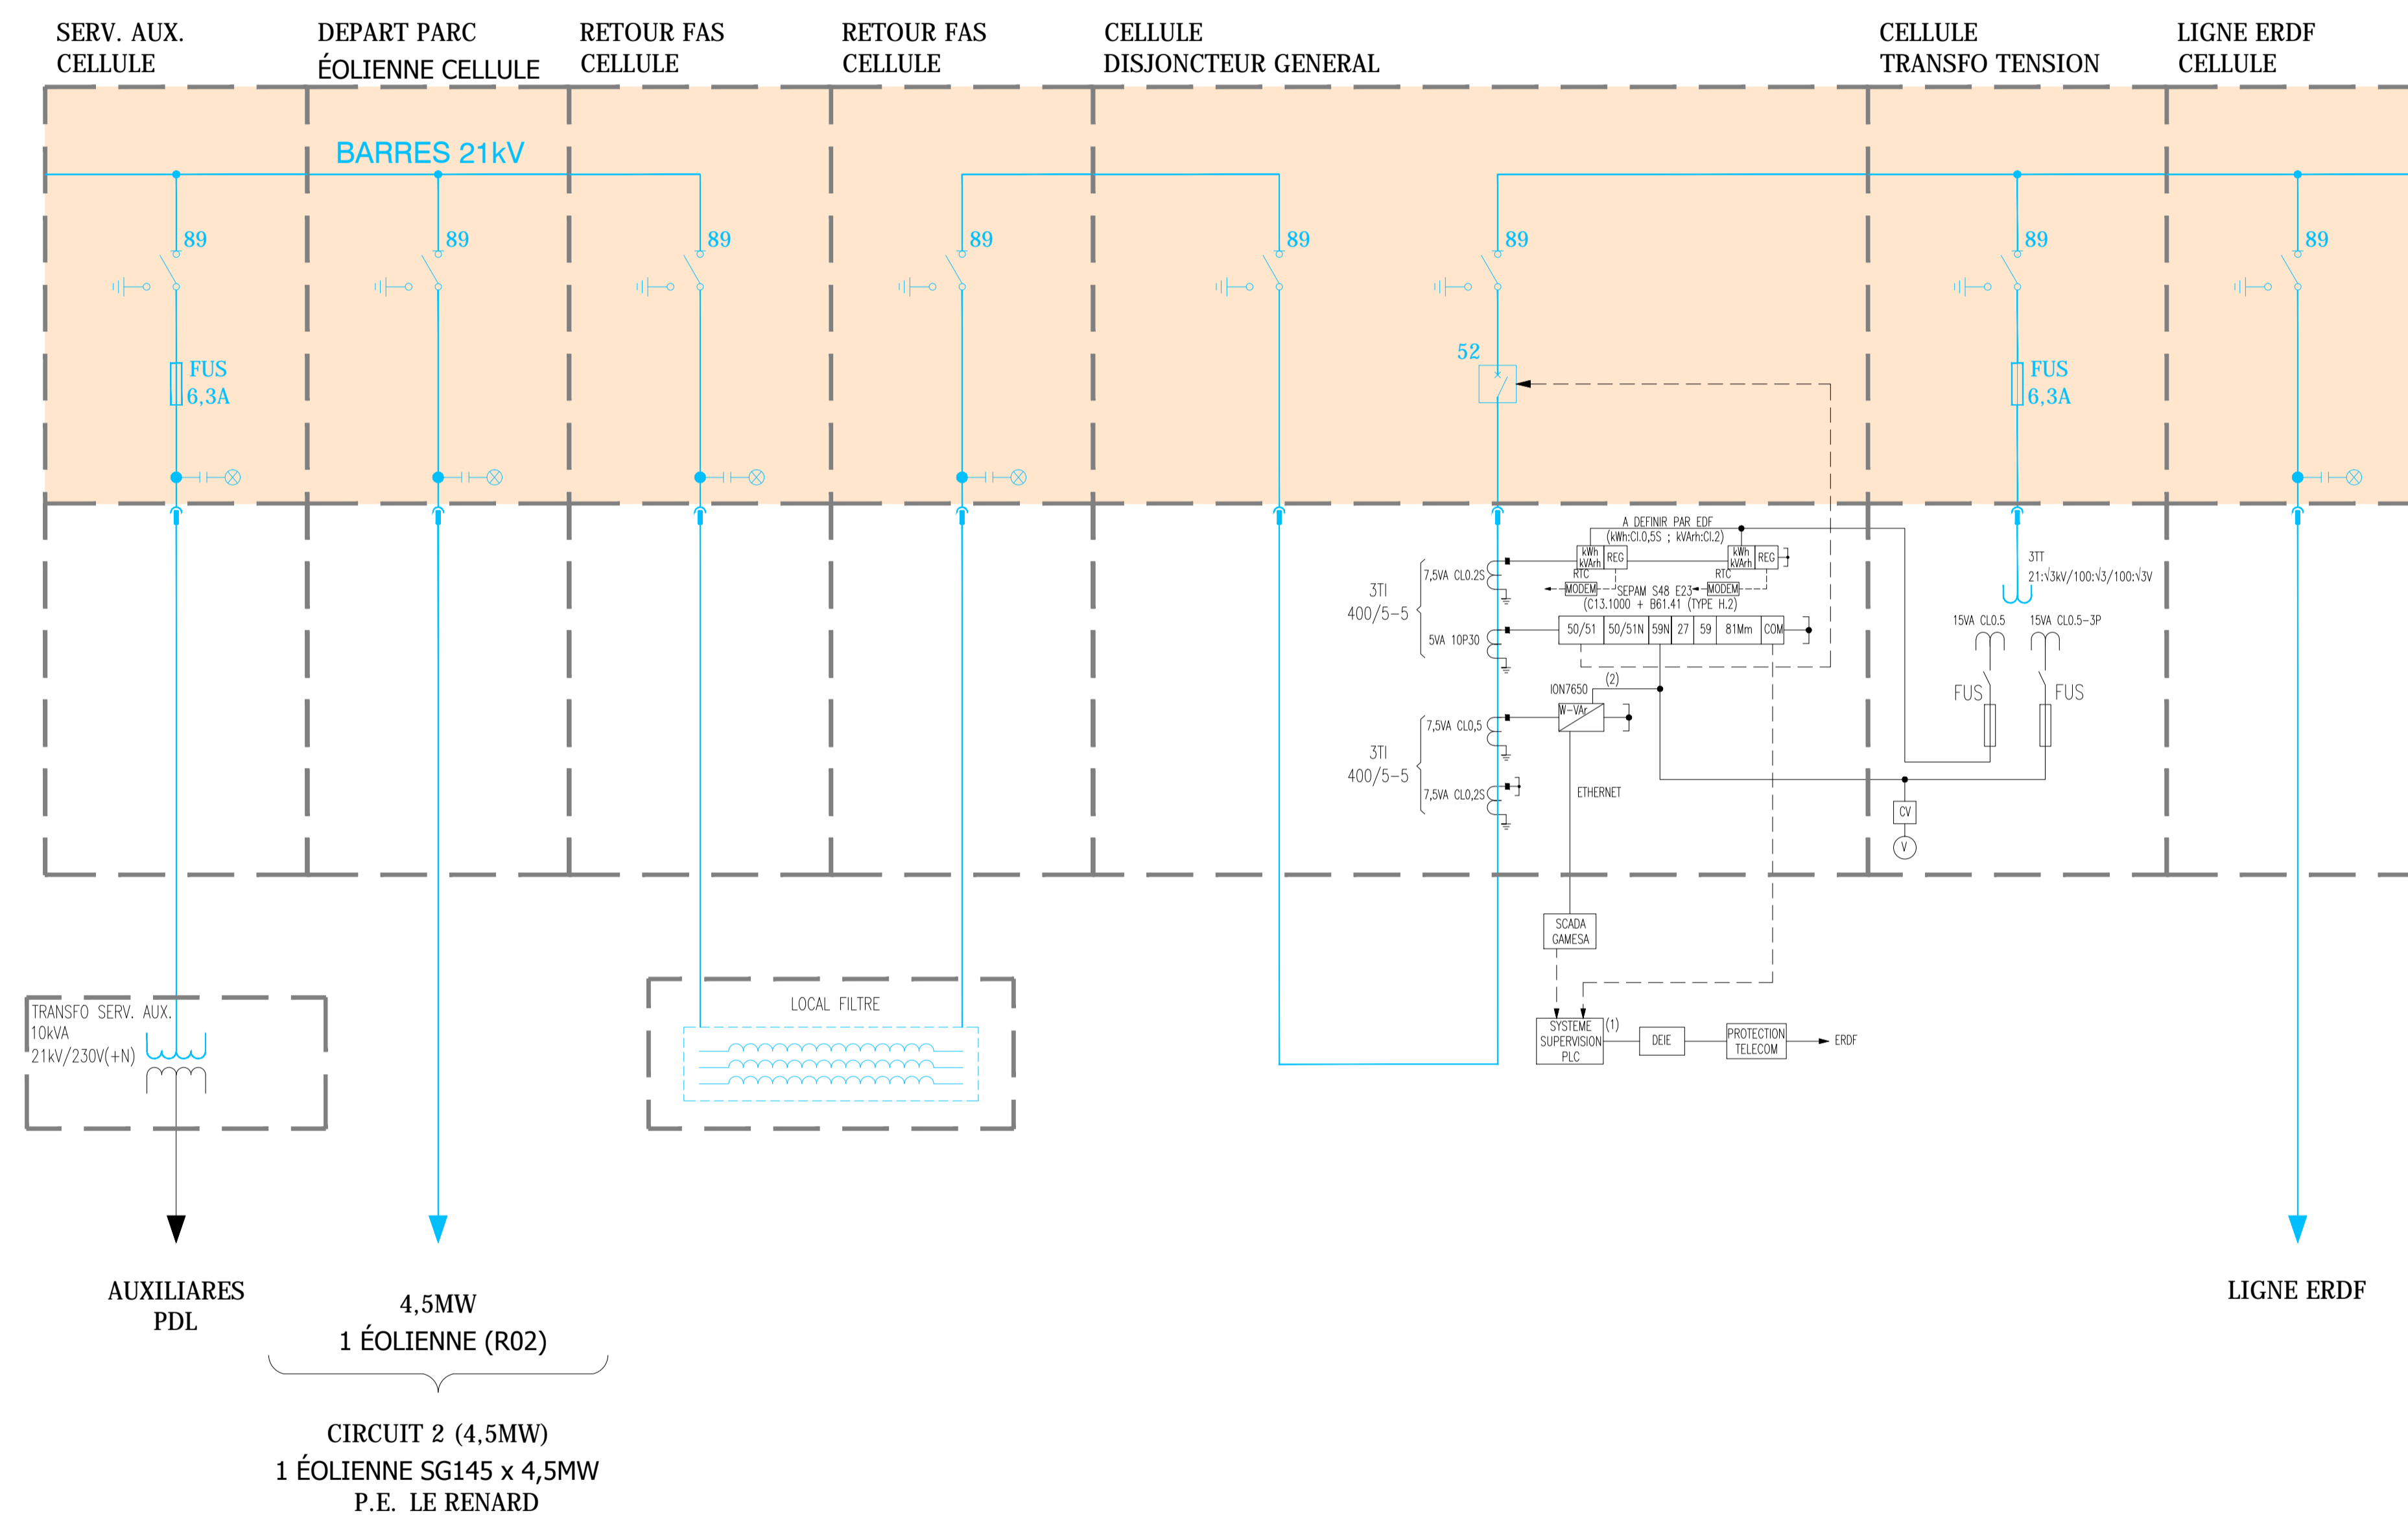 SERV. AUX.
CELLULE
DEPART PARC
ÉOLIENNE CELLULE
RETOUR FAS
CELLULE
RETOUR FAS
CELLULE
CELLULE
DISJONCTEUR GENERAL
CELLULE
TRANSFO TENSION
LIGNE ERDF
CELLULE
BARRES 21kV
89
89
89
89
89
89
89
89
52
FUS
6,3A
FUS
6,3A
A DEFINIR PAR EDF
(kWh:Cl.0,5S ; kVArh:Cl.2)
kWh
kVArh
REG
kWh
kVArh
REG
RTC
MODEM
RTC
MODEM
7,5VA CL0.2S
3TI
400/5-5
5VA 10P30
SEPAM S48 E23
(C13.1000 + B61.41 (TYPE H.2)
50/51
50/51N
59N
27
59
81Mm
COM
3TT
21:√3kV/100:√3/100:√3V
15VA CL0.5
15VA CL0.5-3P
FUS
FUS
(2)
ION7650
W-VAr
7,5VA CL0,5
3TI
400/5-5
7,5VA CL0,2S
ETHERNET
CV
V
SCADA
GAMESA
SYSTEME
SUPERVISION
PLC
(1)
DEIE
PROTECTION
TELECOM
ERDF
LOCAL FILTRE
TRANSFO SERV. AUX.
10kVA
21kV/230V(+N)
AUXILIARES
PDL
4,5MW
1 ÉOLIENNE (R02)
CIRCUIT 2 (4,5MW)
1 ÉOLIENNE SG145 x 4,5MW
P.E. LE RENARD
LIGNE ERDF